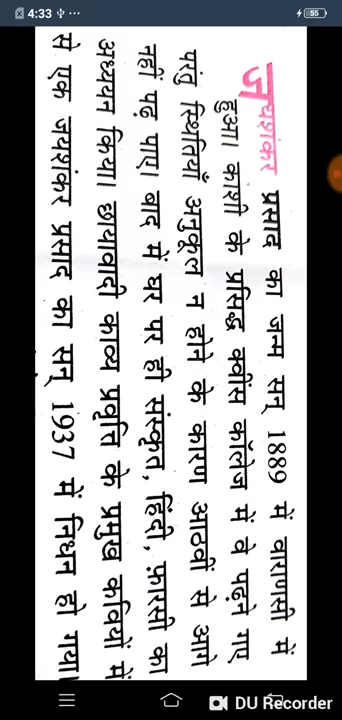 4:33
55
जयशंकर प्रसाद का जन्म सन् 1889 में वाराणसी में
हुआ। काशी के प्रसिद्ध क्वींस कॉलेज में वे पढ़ने गए
परंतु स्थितियाँ अनुकूल न होने के कारण आठवीं से आगे
नहीं पढ़ पाए। बाद में घर पर ही संस्कृत, हिंदी, फ़ारसी का
अध्ययन किया। छायावादी काव्य प्रवृत्ति के प्रमुख कवियों में
से एक जयशंकर प्रसाद का सन् 1937 में निधन हो गया।
DU Recorder